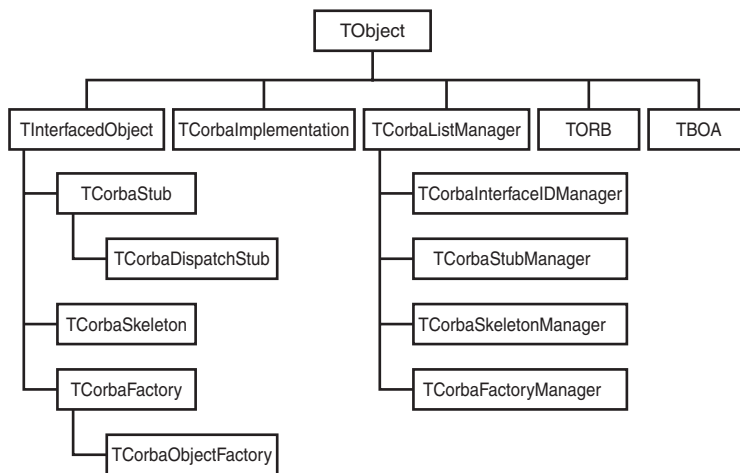 TObject
TInterfacedObject
TCorbaImplementation
TCorbaListManager
TORB
TBOA
TCorbaStub
TCorbaDispatchStub
TCorbaSkeleton
TCorbaFactory
TCorbaObjectFactory
TCorbaInterfaceIDManager
TCorbaStubManager
TCorbaSkeletonManager
TCorbaFactoryManager